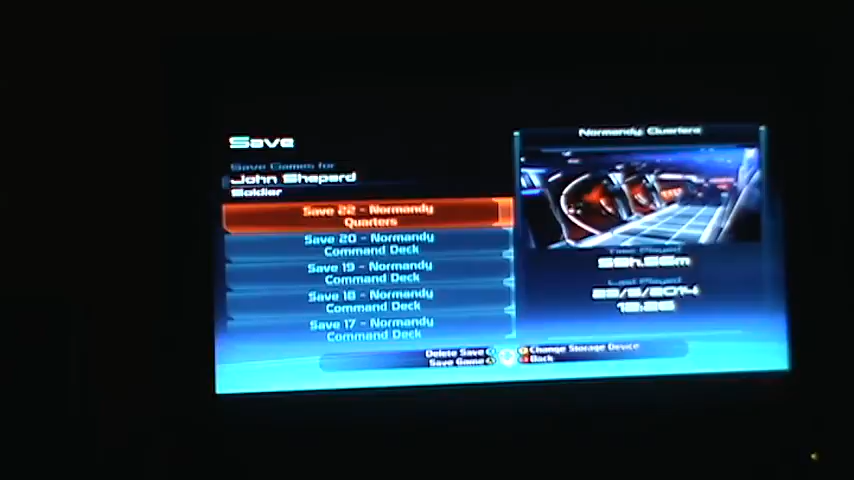 Save
Save Games for
John Sheperd
Soldier
Save 22 - Normandy
Quarters
Save 20 - Normandy
Command Deck
Save 19 - Normandy
Command Deck
Save 18 - Normandy
Command Deck
Save 17 - Normandy
Command Deck
Normandy: Quarters
Time Played
Last Played
Delete Save
Save Game
Change Storage Device
Back